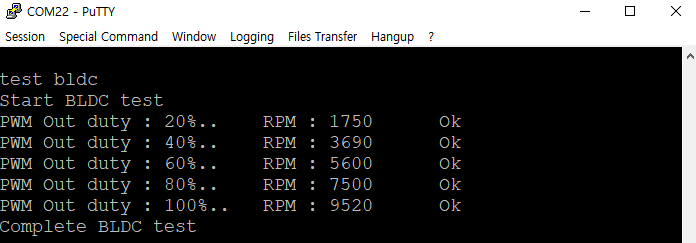 COM22 - PuTTY
Session Special Command Window Logging Files Transfer Hangup ?
test bldc
Start BLDC test
PWM Out duty : 20%.. RPM : 1750 Ok
PWM Out duty : 40%.. RPM : 3690 Ok
PWM Out duty : 60%.. RPM : 5600 Ok
PWM Out duty : 80%.. RPM : 7500 Ok
PWM Out duty : 100%.. RPM : 9520 Ok
Complete BLDC test